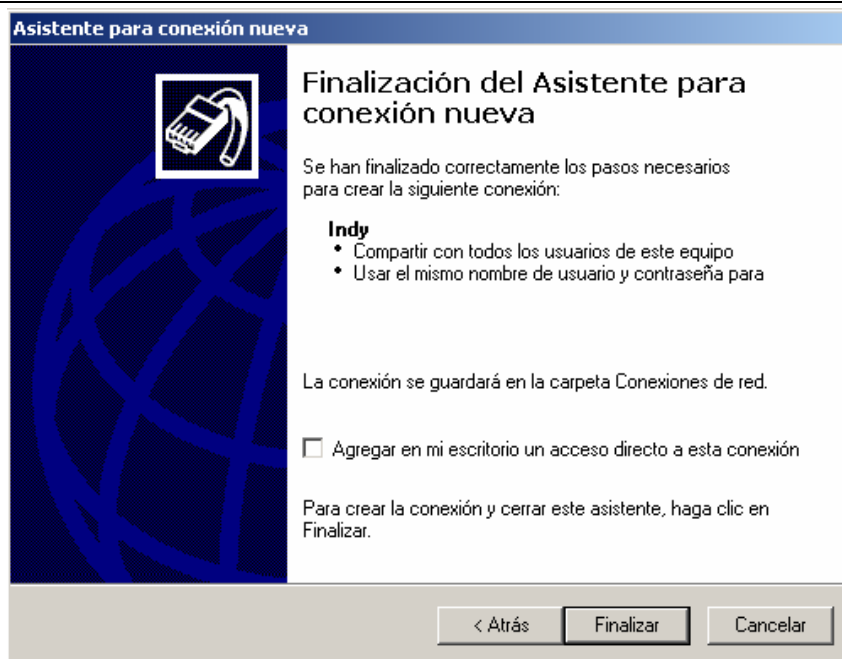 Asistente para conexión nueva
Finalización del Asistente para
conexión nueva
Se han finalizado correctamente los pasos necesarios
para crear la siguiente conexión:
Indy
• Compartir con todos los usuarios de este equipo
• Usar el mismo nombre de usuario y contraseña para
La conexión se guardará en la carpeta Conexiones de red.
Agregar en mi escritorio un acceso directo a esta conexión
Para crear la conexión y cerrar este asistente, haga clic en
Finalizar.
< Atrás Finalizar Cancelar